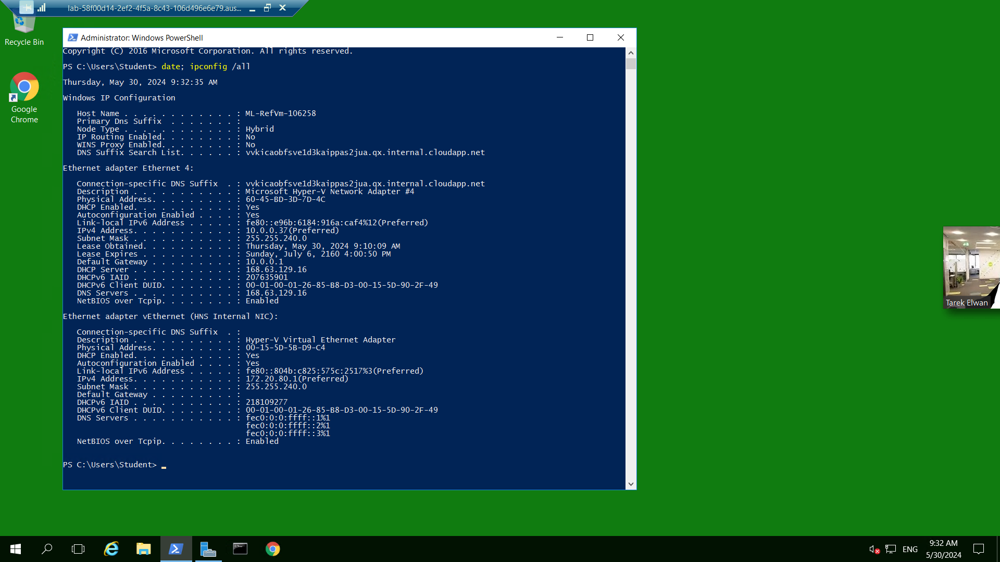 lab-58f00d14-2ef2-4f5a-8c43-106d496e6e79.aus...
Recycle Bin
Google
Chrome
Administrator: Windows PowerShell
Copyright (C) 2016 Microsoft Corporation. All rights reserved.
PS C:\Users\Student> date; ipconfig /all
Thursday, May 30, 2024 9:32:35 AM
Windows IP Configuration
Host Name . . . . . . . . . . . . : ML-RefVm-106258
Primary Dns Suffix  . . . . . . . :
Node Type . . . . . . . . . . . . : Hybrid
IP Routing Enabled. . . . . . . . : No
WINS Proxy Enabled. . . . . . . . : No
DNS Suffix Search List. . . . . . : vvkicaobfsve1d3kaippas2jua.qx.internal.cloudapp.net
Ethernet adapter Ethernet 4:
Connection-specific DNS Suffix  . : vvkicaobfsve1d3kaippas2jua.qx.internal.cloudapp.net
Description . . . . . . . . . . . : Microsoft Hyper-V Network Adapter #4
Physical Address. . . . . . . . . : 60-45-BD-3D-7D-4C
DHCP Enabled. . . . . . . . . . . : Yes
Autoconfiguration Enabled . . . . : Yes
Link-local IPv6 Address . . . . . : fe80::e96b:6184:916a:caf4%12(Preferred)
IPv4 Address. . . . . . . . . . . : 10.0.0.37(Preferred)
Subnet Mask . . . . . . . . . . . : 255.255.240.0
Lease Obtained. . . . . . . . . . : Thursday, May 30, 2024 9:10:09 AM
Lease Expires . . . . . . . . . . : Sunday, July 6, 2160 4:00:50 PM
Default Gateway . . . . . . . . . : 10.0.0.1
DHCP Server . . . . . . . . . . . : 168.63.129.16
DHCPv6 IAID . . . . . . . . . . . : 207635901
DHCPv6 Client DUID. . . . . . . . : 00-01-00-01-26-85-B8-D3-00-15-5D-90-2F-49
DNS Servers . . . . . . . . . . . : 168.63.129.16
NetBIOS over Tcpip. . . . . . . . : Enabled
Ethernet adapter vEthernet (HNS Internal NIC):
Connection-specific DNS Suffix  . :
Description . . . . . . . . . . . : Hyper-V Virtual Ethernet Adapter
Physical Address. . . . . . . . . : 00-15-5D-5B-D9-C4
DHCP Enabled. . . . . . . . . . . : Yes
Autoconfiguration Enabled . . . . : Yes
Link-local IPv6 Address . . . . . : fe80::804b:c825:575c:2517%3(Preferred)
IPv4 Address. . . . . . . . . . . : 172.20.80.1(Preferred)
Subnet Mask . . . . . . . . . . . : 255.255.240.0
Default Gateway . . . . . . . . . :
DHCPv6 IAID . . . . . . . . . . . : 218109277
DHCPv6 Client DUID. . . . . . . . : 00-01-00-01-26-85-B8-D3-00-15-5D-90-2F-49
DNS Servers . . . . . . . . . . . : fec0:0:0:ffff::1%1
fec0:0:0:ffff::2%1
fec0:0:0:ffff::3%1
NetBIOS over Tcpip. . . . . . . . : Enabled
PS C:\Users\Student>
Tarek Elwan
ENG
9:32 AM
5/30/2024